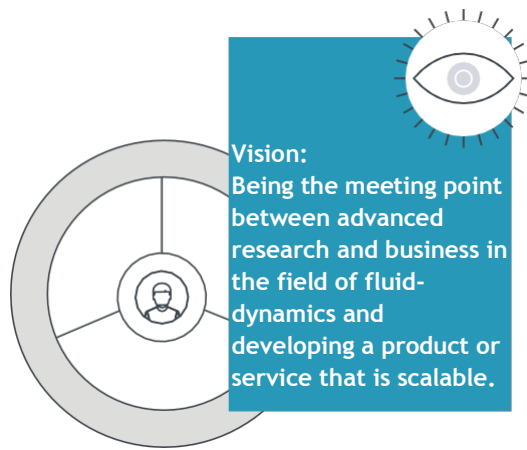 Vision:
Being the meeting point
between advanced
research and business in
the field of fluid-
dynamics and
developing a product or
service that is scalable.